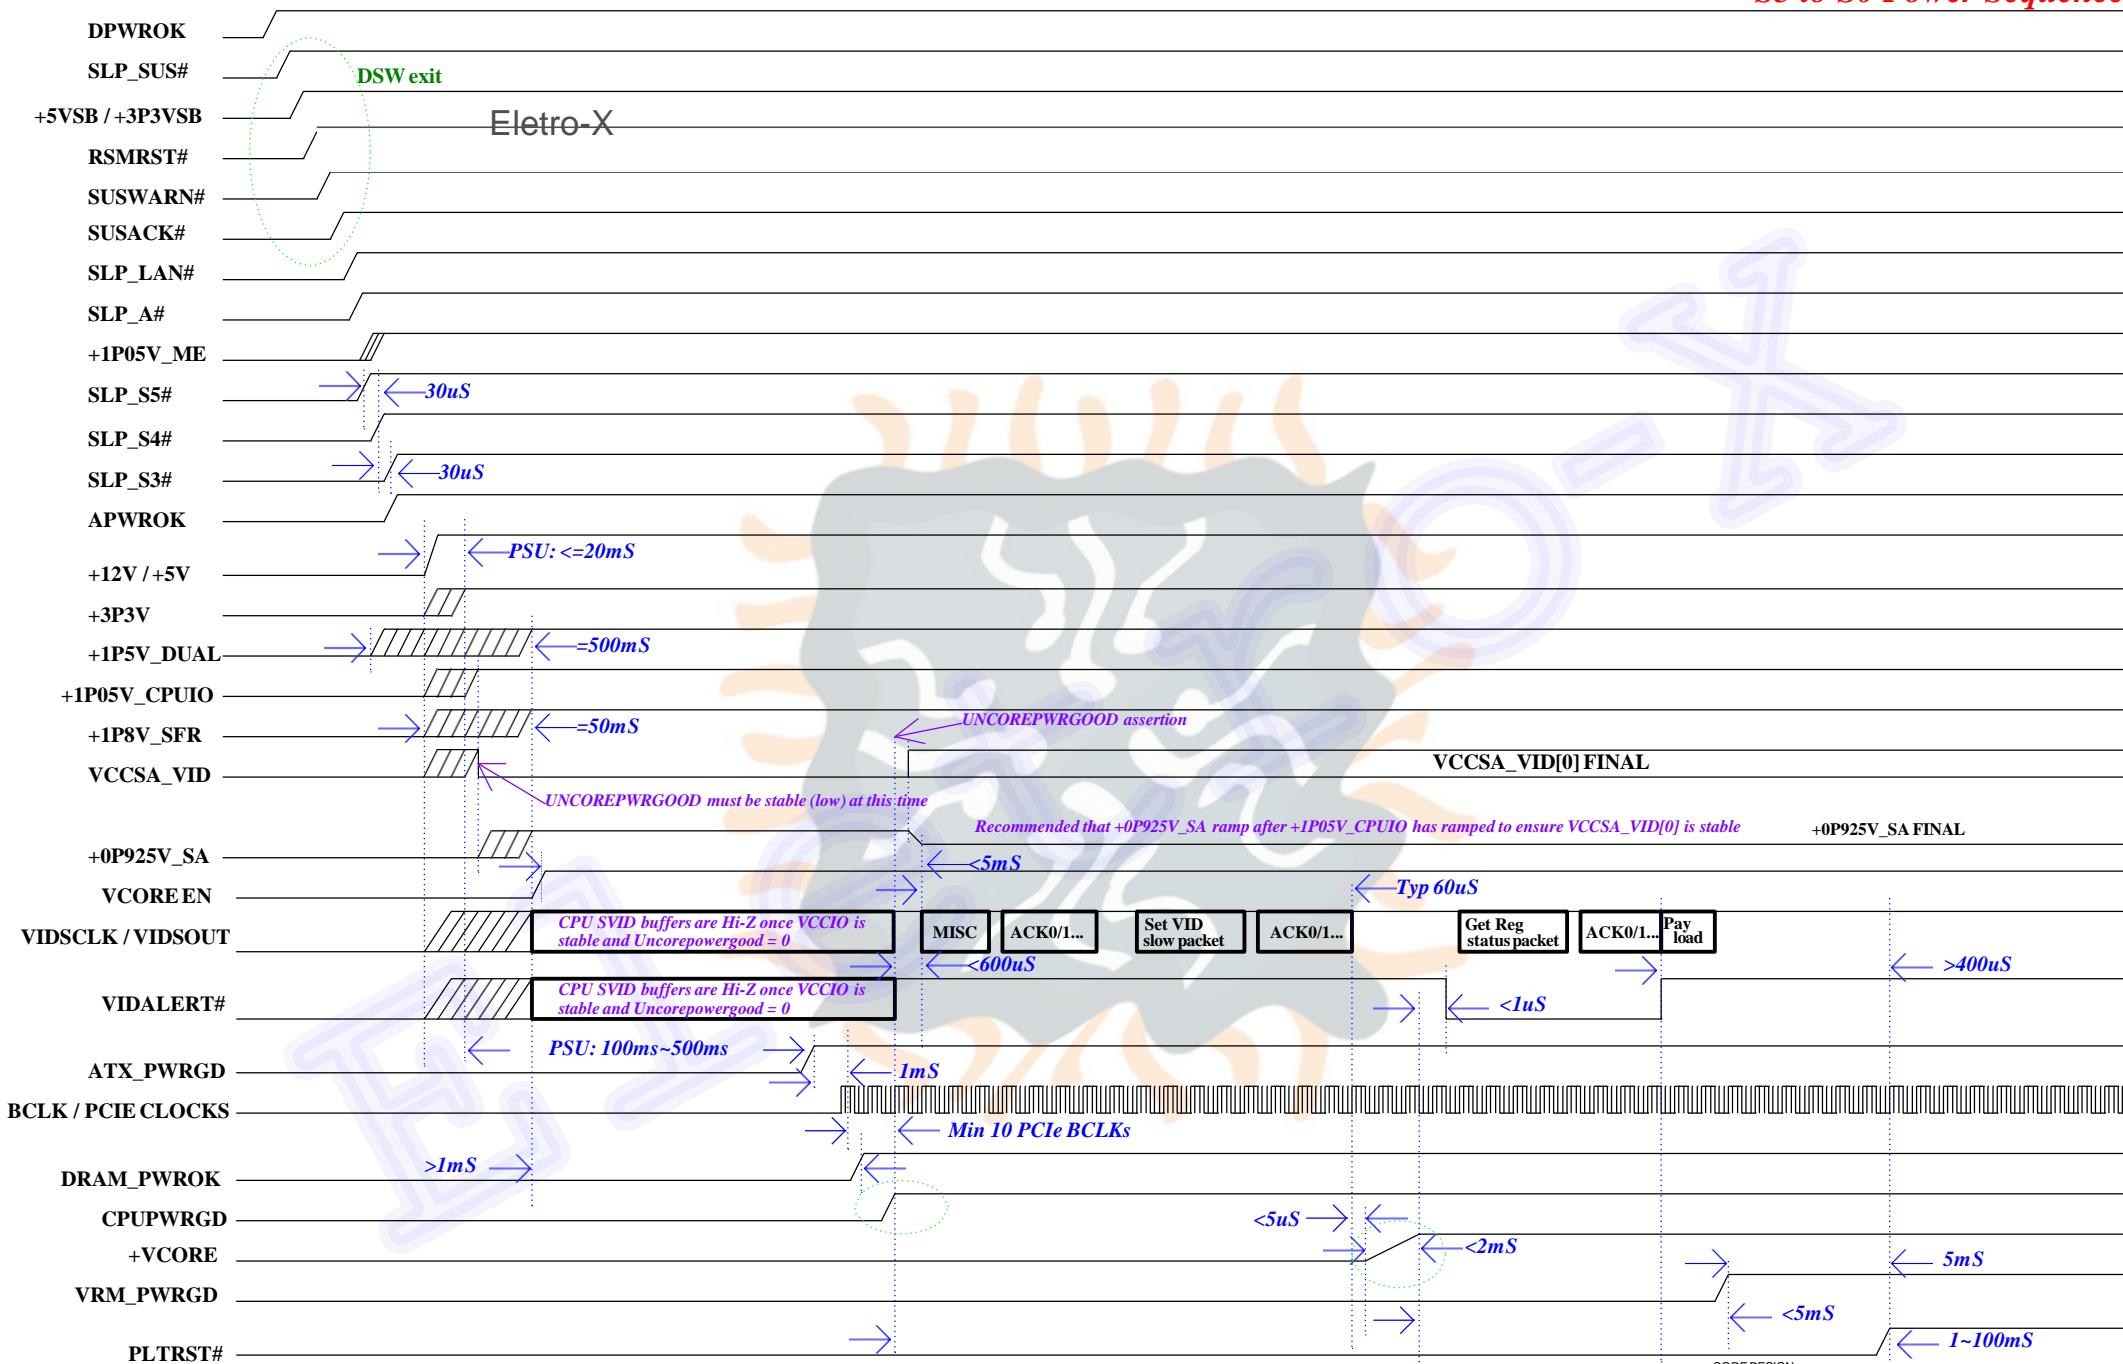 DPWROK
SLP_SUS#
DSW exit
+5VSB / +3P3VSB
Eletro-X
RSMRST#
SUSWARN#
SUSACK#
SLP_LAN#
SLP_A#
+1P05V_ME
SLP_S5#
30uS
SLP_S4#
SLP_S3#
30uS
APWROK
PSU: <=20mS
+12V / +5V
+3P3V
+1P5V_DUAL
=500mS
+1P05V_CPUIO
UNCOREPWRGOOD assertion
+1P8V_SFR
=50mS
VCCSA_VID
VCCSA_VID[0] FINAL
UNCOREPWRGOOD must be stable (low) at this time
Recommended that +0P925V_SA ramp after +1P05V_CPUIO has ramped to ensure VCCSA_VID[0] is stable
+0P925V_SA FINAL
+0P925V_SA
<5mS
VCORE EN
Typ 60uS
VIDSCLK / VIDSOUT
CPU SVID buffers are Hi-Z once VCCIO is
stable and Uncorepowergood = 0
MISC
ACK0/1...
Set VID
slow packet
ACK0/1...
Get Reg
status packet
ACK0/1...
Pay
load
<600uS
>400uS
VIDALERT#
CPU SVID buffers are Hi-Z once VCCIO is
stable and Uncorepowergood = 0
<1uS
PSU: 100ms~500ms
ATX_PWRGD
1mS
BCLK / PCIE CLOCKS
Min 10 PCIe BCLKs
>1mS
DRAM_PWROK
CPUPWRGD
<5uS
+VCORE
<2mS
5mS
VRM_PWRGD
<5mS
PLTRST#
1~100mS
Eletro-X